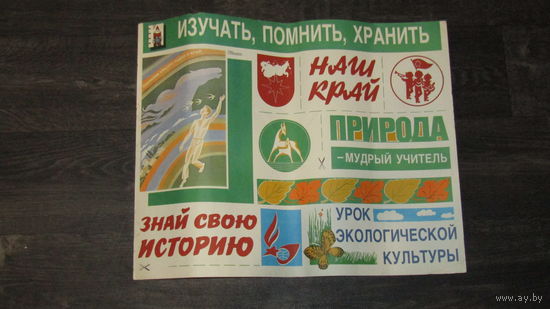 ИЗУЧАТЬ, ПОМНИТЬ, ХРАНИТЬ
НАШ
КРАЙ
ПРИРОДА
–МУДРЫЙ УЧИТЕЛЬ
ЗНАЙ СВОЮ
ИСТОРИЮ
УРОК
ЭКОЛОГИЧЕСКОЙ
КУЛЬТУРЫ
www.ay.by